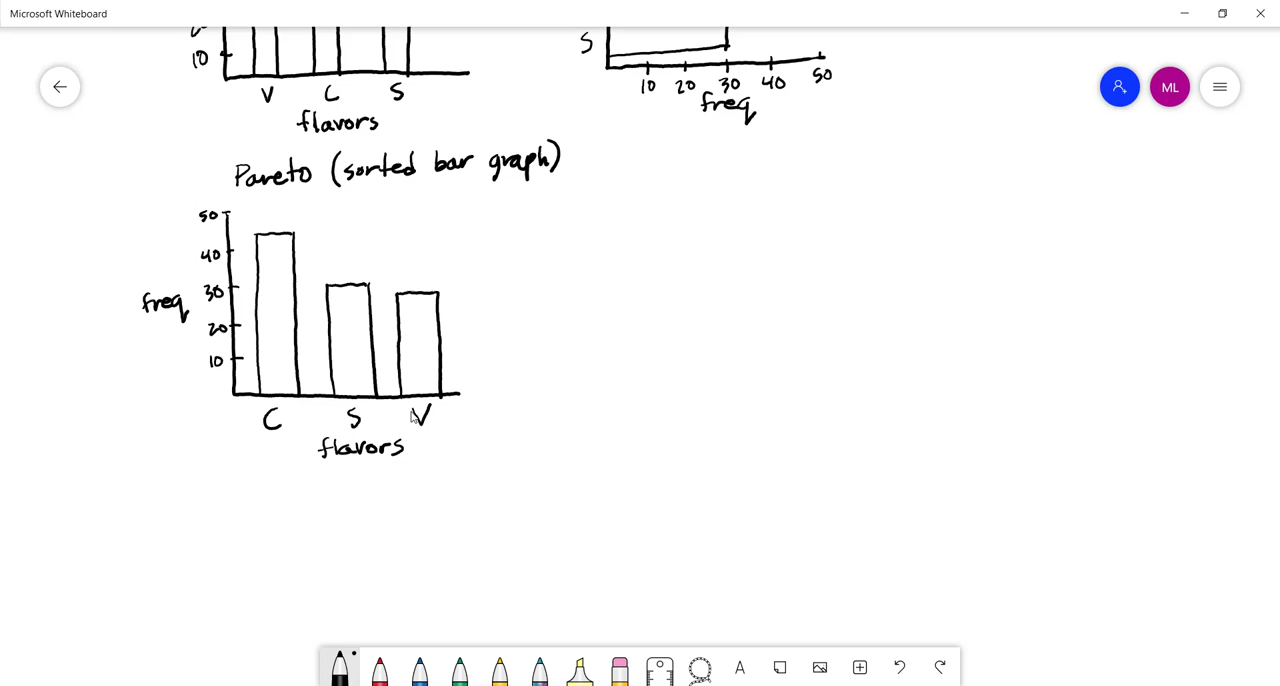 Microsoft Whiteboard
10
V C S
flavors
S
10 20 30 40 50
freq
ML
Pareto (sorted bar graph)
50
40
30
20
10
freq
C S V
flavors
A